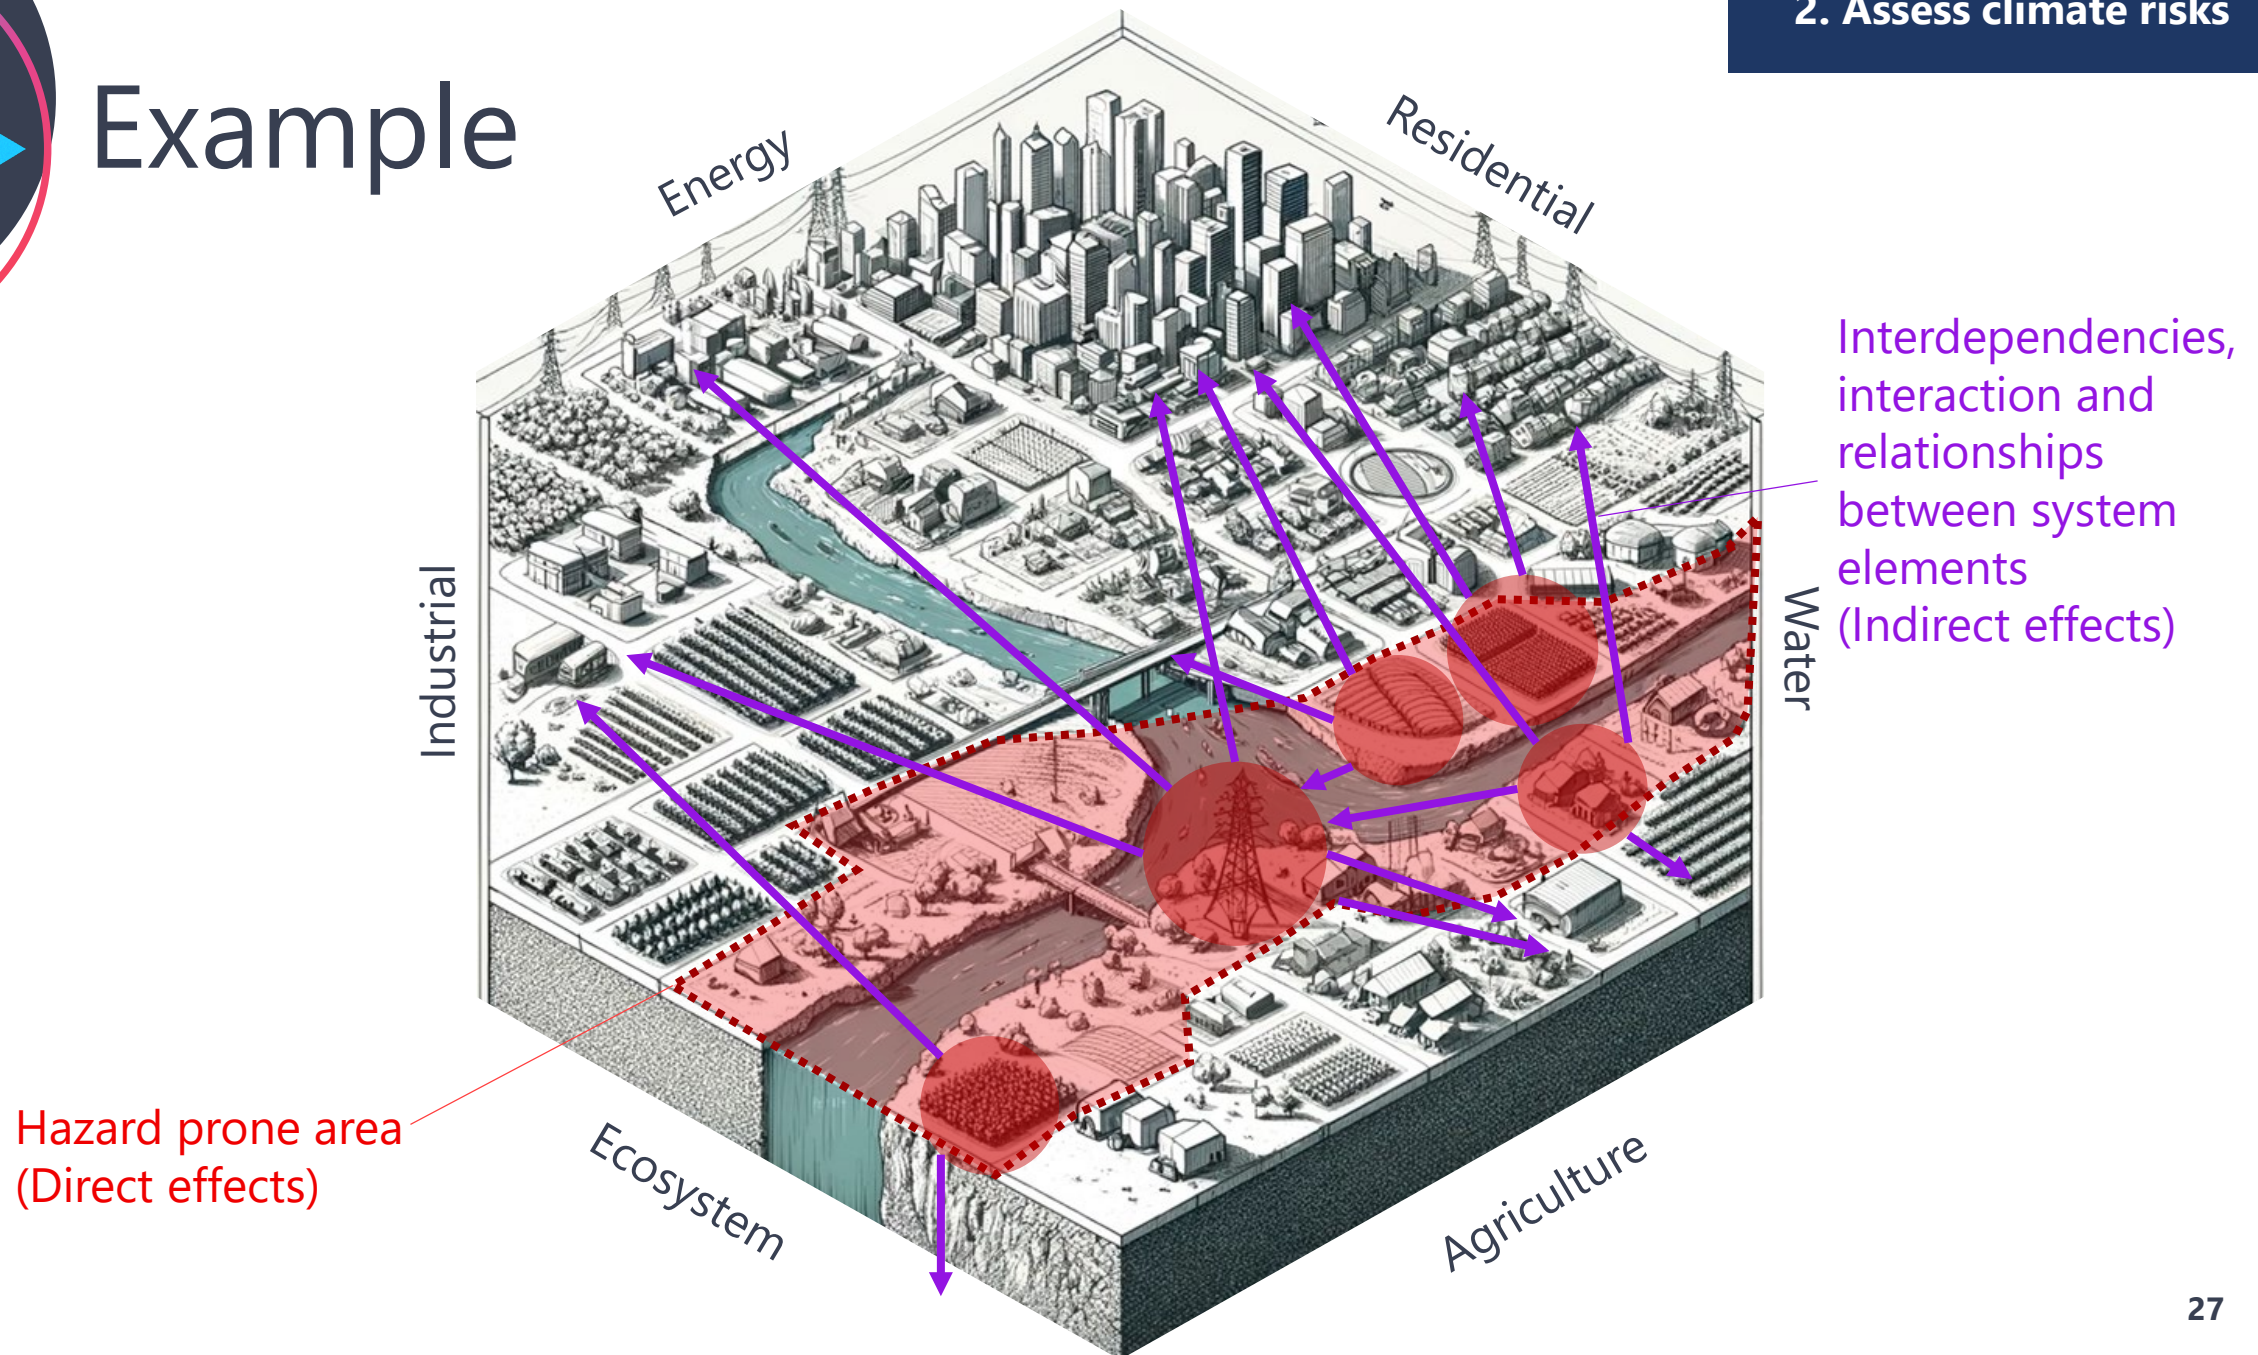 2. Assess climate risks
Example
Energy
Residential
Interdependencies,
interaction and
relationships
between system
elements
(Indirect effects)
Industrial
Water
Hazard prone area
(Direct effects)
Ecosystem
Agriculture
27